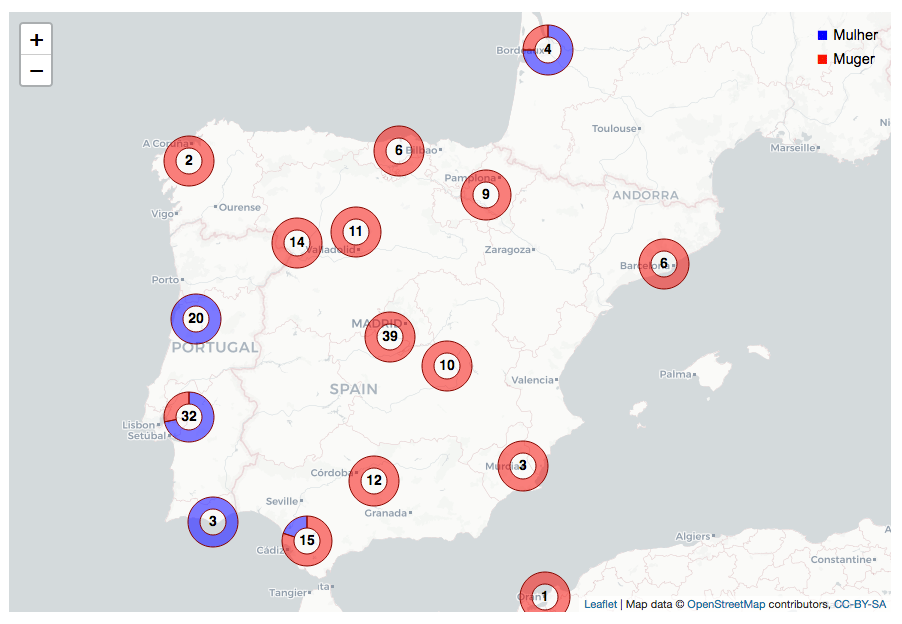 +
−
Mulher
Muger
Bordeaux
4
Toulouse
Marseille
Ni
A Coruña
2
6
Bilbao
Pamplona
9
ANDORRA
Vigo
Ourense
14
Valladolid
11
Zaragoza
Barcelona
6
Porto
20
PORTUGAL
MADRID
39
10
SPAIN
Valencia
Palma
32
Lisbon
Setúbal
Murcia
3
Córdoba
12
Seville
Granada
3
15
Cádiz
Algiers
A
Constantine
Tangier
ta
Oran
1
Leaflet | Map data © OpenStreetMap contributors, CC-BY-SA